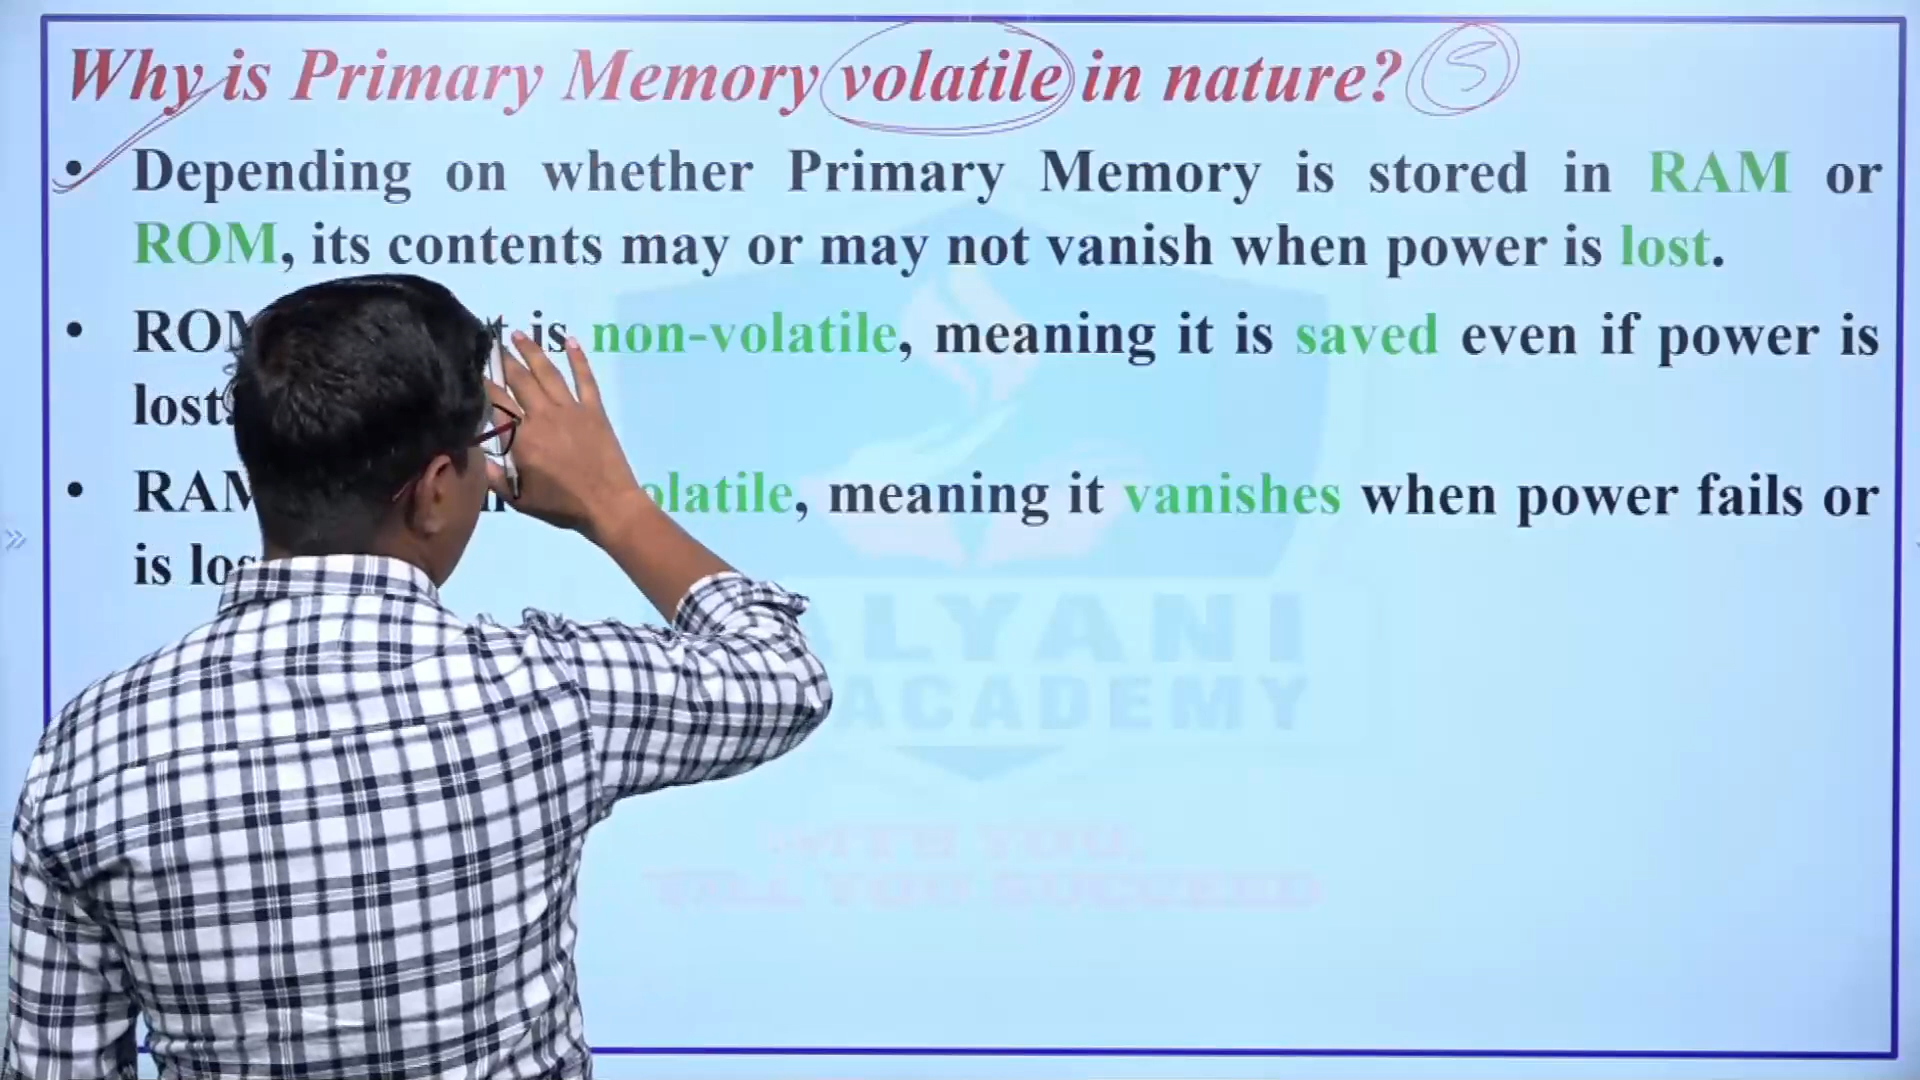 Why is Primary Memory volatile in nature? 5
• Depending on whether Primary Memory is stored in RAM or
ROM, its contents may or may not vanish when power is lost.
• ROM is non-volatile, meaning it is saved even if power is
lost.
• RAM volatile, meaning it vanishes when power fails or
is lost
ALYANI
ACADEMY
WITH YOU,
TILL YOU SUCCEED